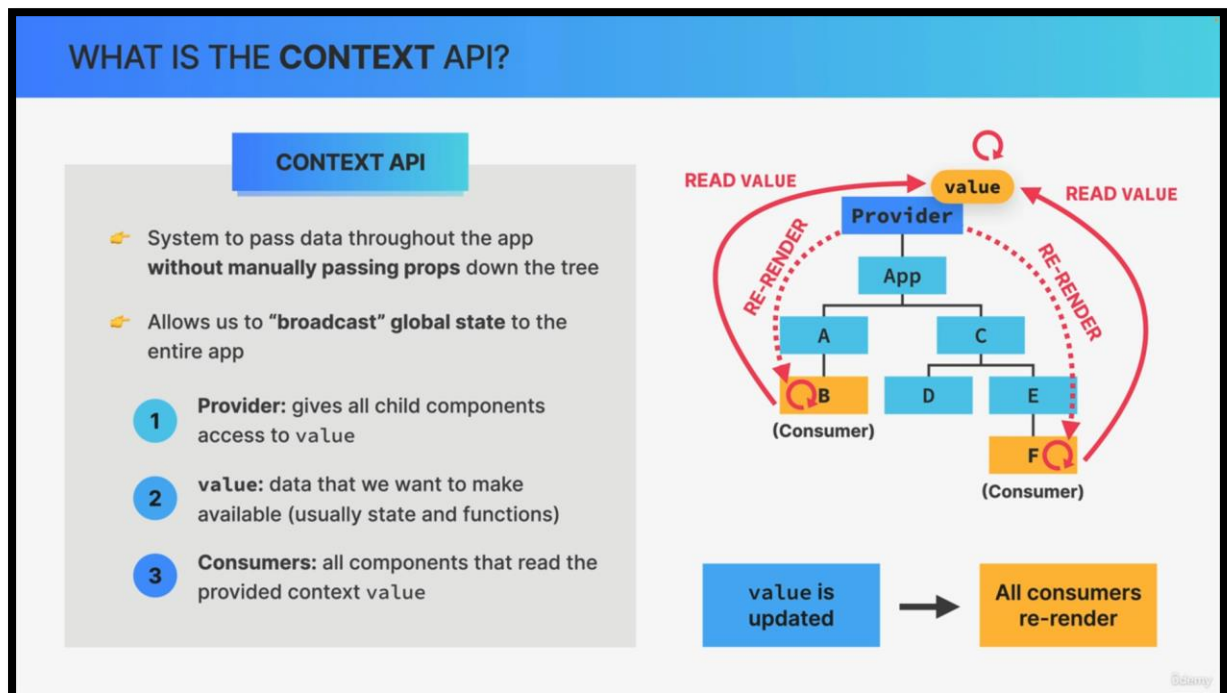 WHAT IS THE CONTEXT API?
CONTEXT API
System to pass data throughout the app
without manually passing props down the tree
Allows us to “broadcast” global state to the
entire app
1
Provider: gives all child components
access to value
2
value: data that we want to make
available (usually state and functions)
3
Consumers: all components that read the
provided context value
READ VALUE
value
READ VALUE
Provider
RE-RENDER
RE-RENDER
App
A
C
B
D
E
(Consumer)
F
(Consumer)
value is
updated
All consumers
re-render
ûdemy